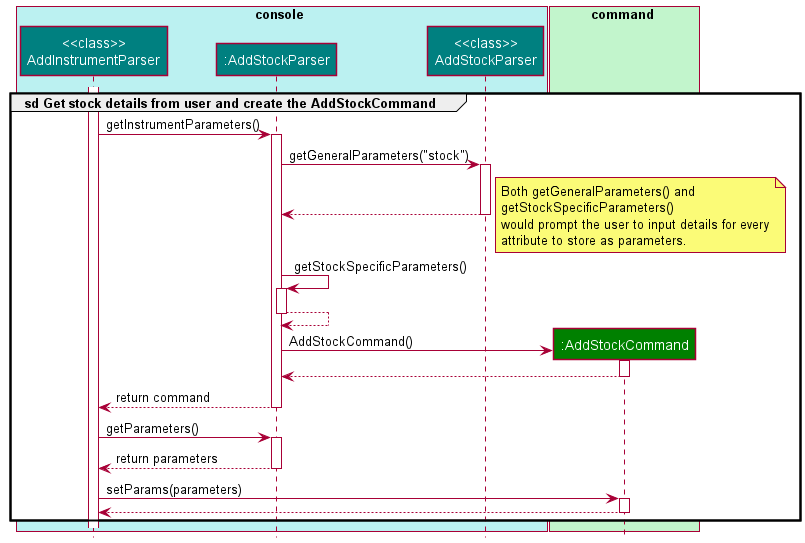 console
command
<<class>>
AddInstrumentParser
:AddStockParser
<<class>>
AddStockParser
sd Get stock details from user and create the AddStockCommand
getInstrumentParameters()
getGeneralParameters("stock")
Both getGeneralParameters() and
getStockSpecificParameters()
would prompt the user to input details for every
attribute to store as parameters.
getStockSpecificParameters()
AddStockCommand()
:AddStockCommand
return command
getParameters()
return parameters
setParams(parameters)